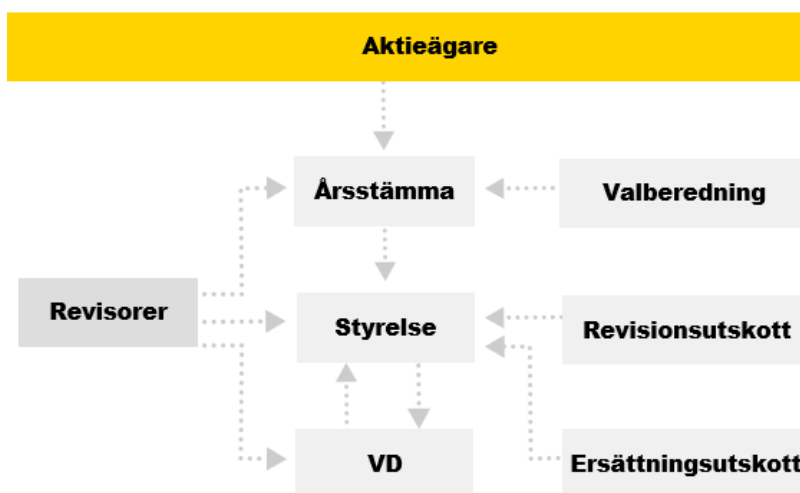 Aktieägare
Årsstämma
Valberedning
Revisorer
Styrelse
Revisionsutskott
VD
Ersättningsutskott